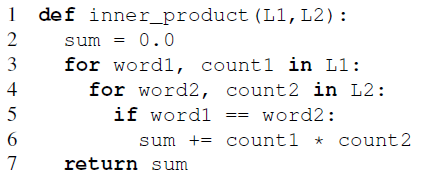 1 def inner_product(L1,L2):
2   sum = 0.0
3   for word1, count1 in L1:
4     for word2, count2 in L2:
5       if word1 == word2:
6         sum += count1 * count2
7   return sum